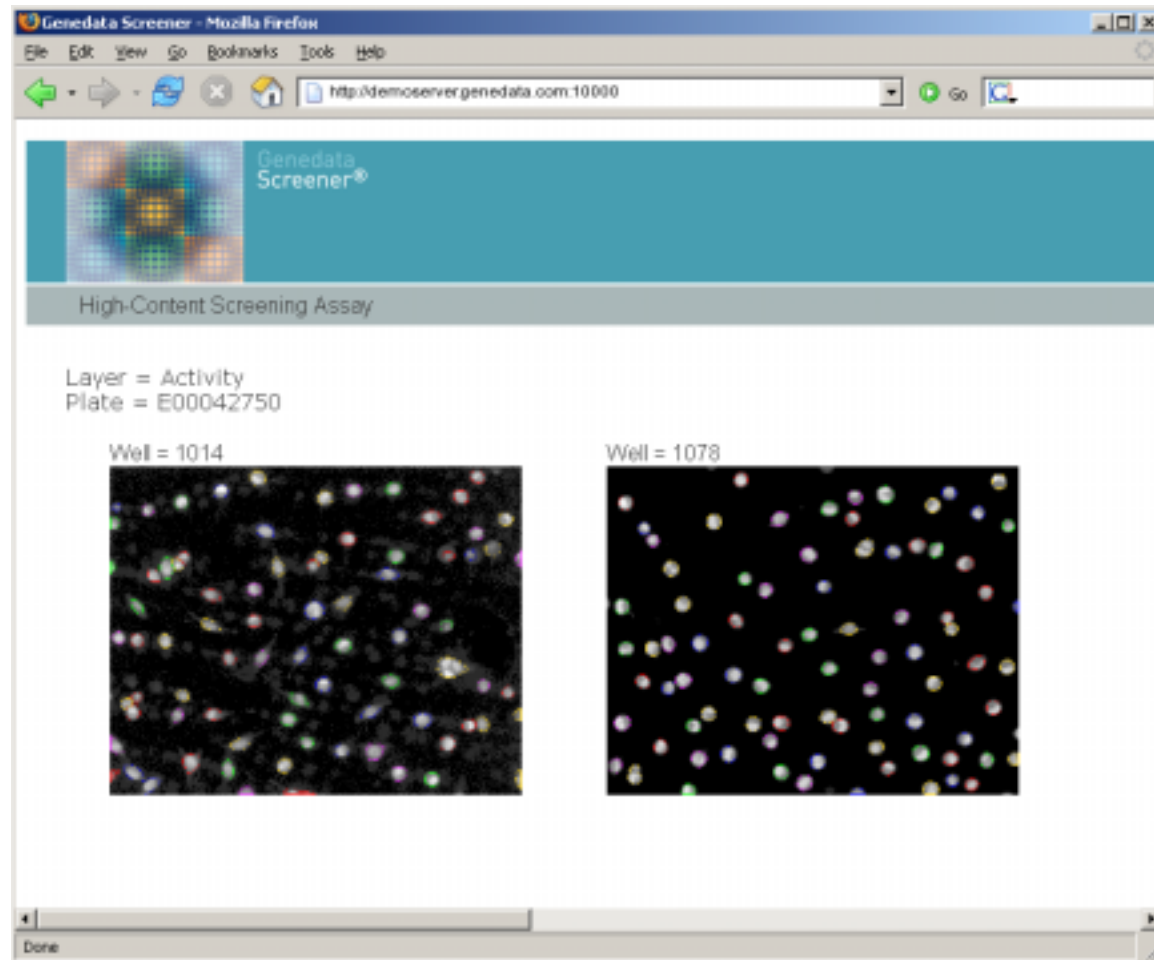 Genedata Screener - Mozilla Firefox
File Edit View Go Bookmarks Tools Help
http://demoserver.genedata.com:10000
Go
Genedata
Screener®
High-Content Screening Assay
Layer = Activity
Plate = E00042750
Well = 1014
Well = 1078
Done